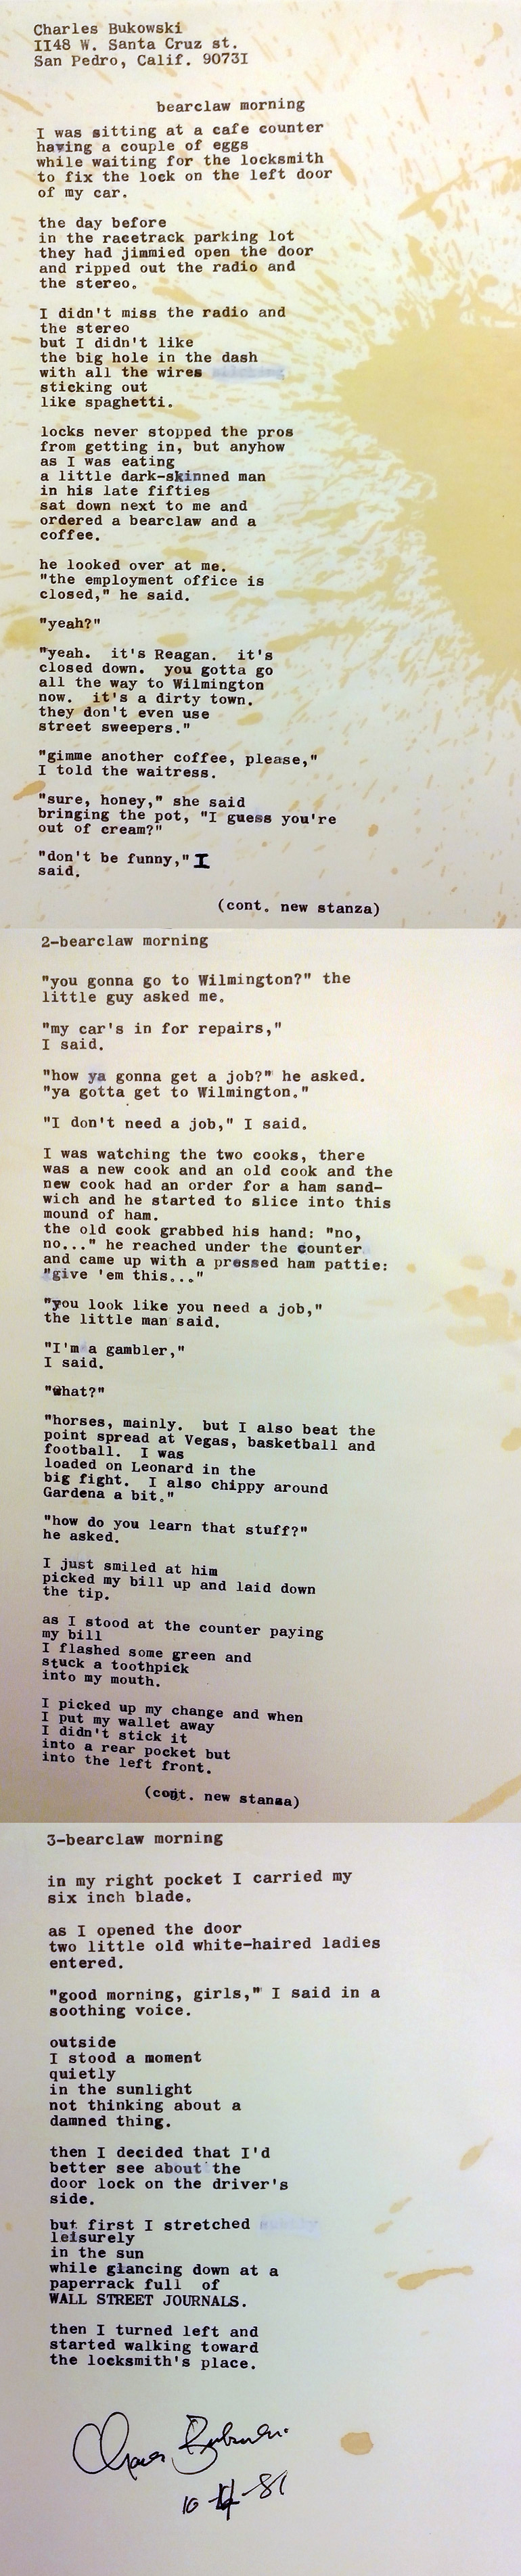 Charles Bukowski
II48 W. Santa Cruz st.
San Pedro, Calif. 9073I
bearclaw morning
I was sitting at a cafe counter
having a couple of eggs
while waiting for the locksmith
to fix the lock on the left door
of my car.
the day before
in the racetrack parking lot
they had jimmied open the door
and ripped out the radio and
the stereo.
I didn't miss the radio and
the stereo
but I didn't like
the big hole in the dash
with all the wires
sticking out
like spaghetti.
locks never stopped the pros
from getting in, but anyhow
as I was eating
a little dark-skinned man
in his late fifties
sat down next to me and
ordered a bearclaw and a
coffee.
he looked over at me.
"the employment office is
closed," he said.
"yeah?"
"yeah. it's Reagan. it's
closed down. you gotta go
all the way to Wilmington
now. it's a dirty town.
they don't even use
street sweepers."
"gimme another coffee, please,"
I told the waitress.
"sure, honey," she said
bringing the pot, "I guess you're
out of cream?"
"don't be funny," I
said.
(cont. new stanza)
2-bearclaw morning
"you gonna go to Wilmington?" the
little guy asked me.
"my car's in for repairs,"
I said.
"how ya gonna get a job?" he asked.
"ya gotta get to Wilmington."
"I don't need a job," I said.
I was watching the two cooks, there
was a new cook and an old cook and the
new cook had an order for a ham sand-
wich and he started to slice into this
mound of ham.
the old cook grabbed his hand: "no,
no..." he reached under the counter
and came up with a pressed ham pattie:
"give 'em this..."
"you look like you need a job,"
the little man said.
"I'm a gambler,"
I said.
"what?"
"horses, mainly. but I also beat the
point spread at Vegas, basketball and
football. I was
loaded on Leonard in the
big fight. I also chippy around
Gardena a bit."
"how do you learn that stuff?"
he asked.
I just smiled at him
picked my bill up and laid down
the tip.
as I stood at the counter paying
my bill
I flashed some green and
stuck a toothpick
into my mouth.
I picked up my change and when
I put my wallet away
I didn't stick it
into a rear pocket but
into the left front.
(cont. new stanza)
3-bearclaw morning
in my right pocket I carried my
six inch blade.
as I opened the door
two little old white-haired ladies
entered.
"good morning, girls," I said in a
soothing voice.
outside
I stood a moment
quietly
in the sunlight
not thinking about a
damned thing.
then I decided that I'd
better see about the
door lock on the driver's
side.
but first I stretched
leisurely
in the sun
while glancing down at a
paperrack full of
WALL STREET JOURNALS.
then I turned left and
started walking toward
the locksmith's place.
Charles Bukowski
10 -81